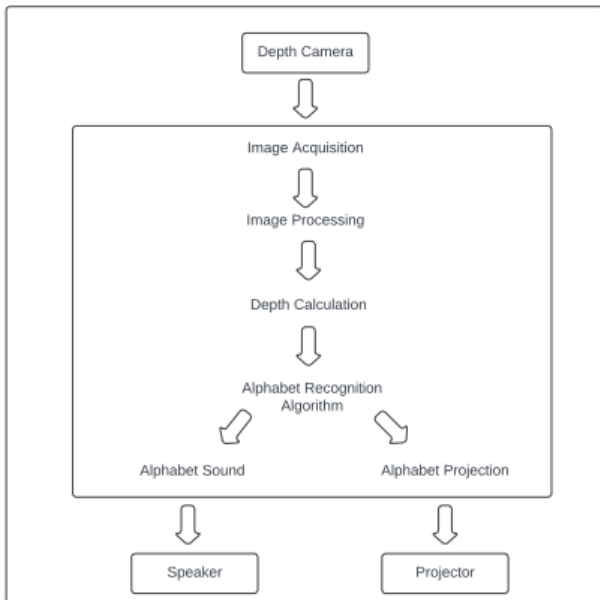 Depth Camera
Image Acquisition
Image Processing
Depth Calculation
Alphabet Recognition
Algorithm
Alphabet Sound
Alphabet Projection
Speaker
Projector